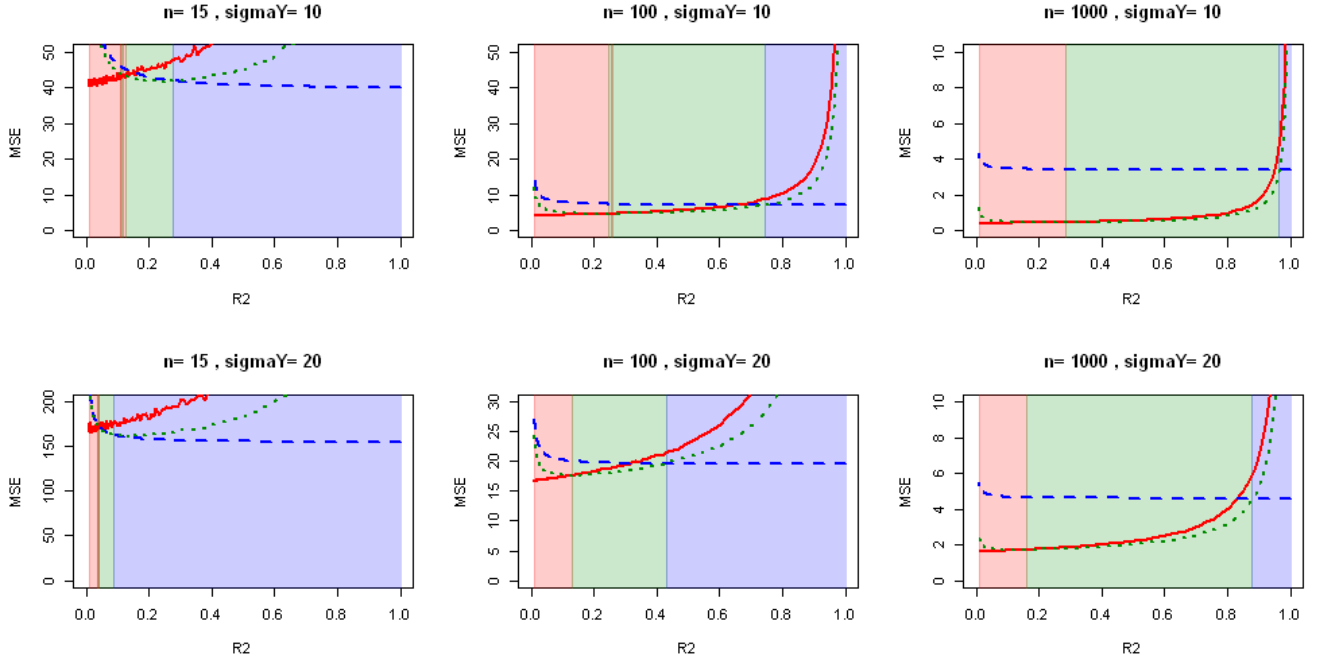 n= 15 , sigmaY= 10
n= 100 , sigmaY= 10
n= 1000 , sigmaY= 10
MSE
0 10 20 30 40 50
0.0 0.2 0.4 0.6 0.8 1.0
R2
MSE
0 10 20 30 40 50
0.0 0.2 0.4 0.6 0.8 1.0
R2
MSE
0 2 4 6 8 10
0.0 0.2 0.4 0.6 0.8 1.0
R2
n= 15 , sigmaY= 20
n= 100 , sigmaY= 20
n= 1000 , sigmaY= 20
MSE
0 50 100 150 200
0.0 0.2 0.4 0.6 0.8 1.0
R2
MSE
0 5 10 15 20 25 30
0.0 0.2 0.4 0.6 0.8 1.0
R2
MSE
0 2 4 6 8 10
0.0 0.2 0.4 0.6 0.8 1.0
R2